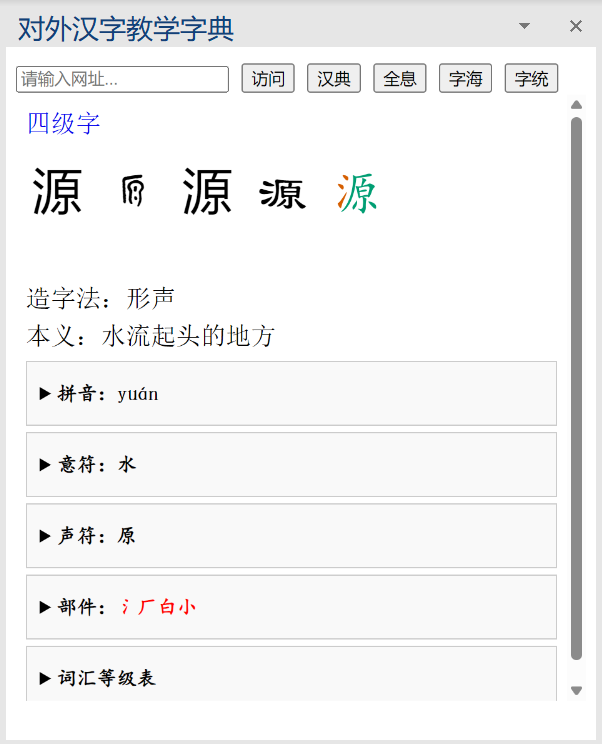 对外汉字教学字典
请输入网址... 访问 汉典 全息 字海 字统
四级字
源 源 源 源
造字法：形声
本义：水流起头的地方
▶ 拼音：yuán
▶ 意符：水
▶ 声符：原
▶ 部件：氵厂白小
▶ 词汇等级表